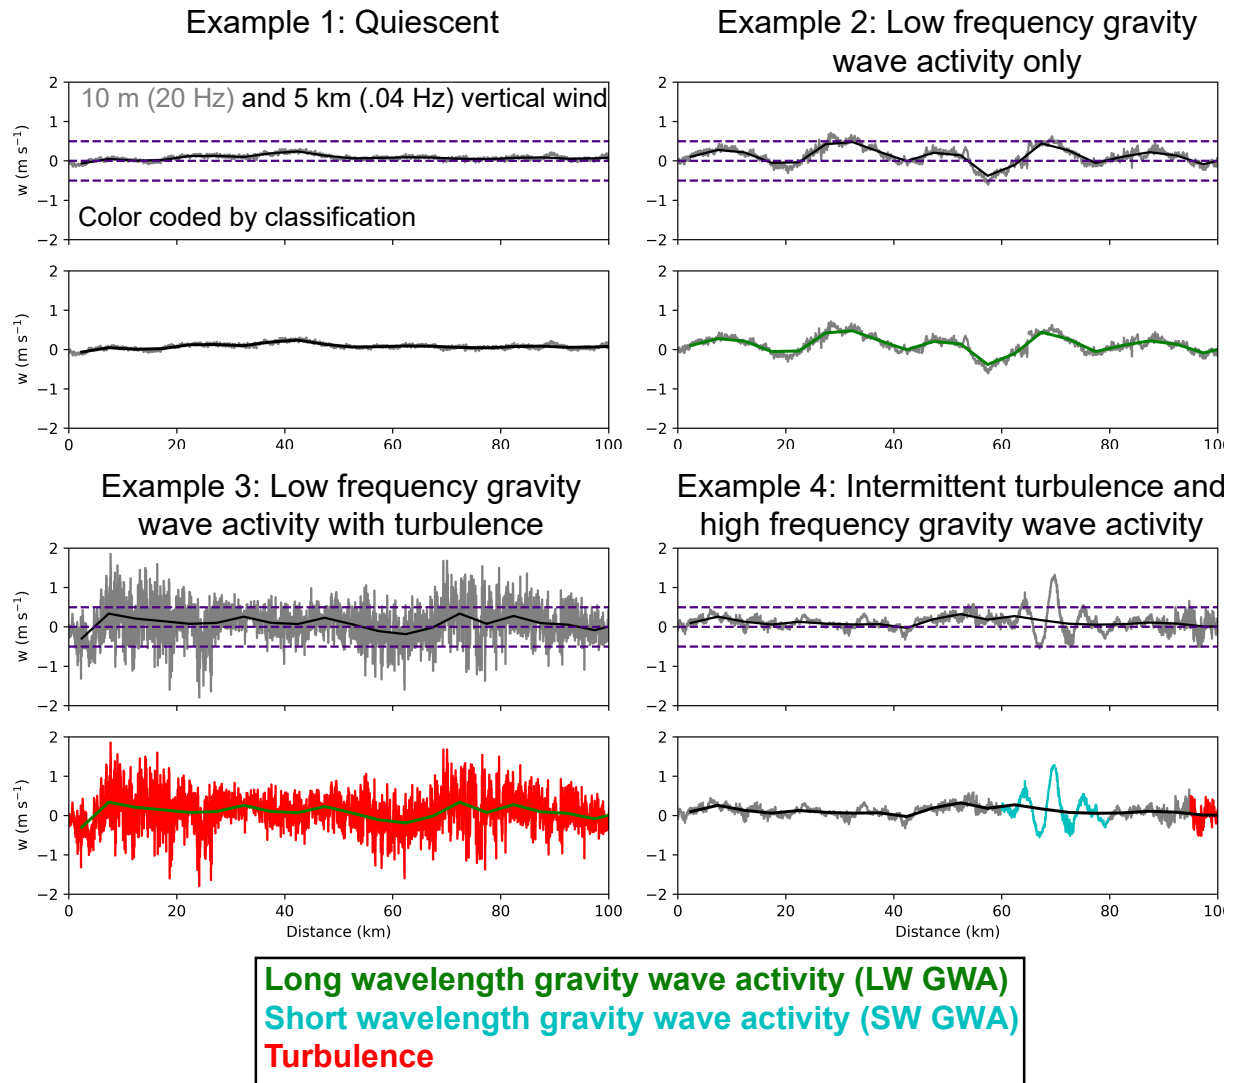 Example 1: Quiescent
2
10 m (20 Hz) and 5 km (.04 Hz) vertical wind
1
0
−1
Color coded by classification
−2
w (m s⁻¹)
2
1
0
−1
−2
w (m s⁻¹)
0 20 40 60 80 100
Example 2: Low frequency gravity
wave activity only
2
1
0
−1
−2
2
1
0
−1
−2
0 20 40 60 80 100
Example 3: Low frequency gravity
wave activity with turbulence
2
1
0
−1
−2
w (m s⁻¹)
2
1
0
−1
−2
w (m s⁻¹)
0 20 40 60 80 100
Distance (km)
Example 4: Intermittent turbulence and
high frequency gravity wave activity
2
1
0
−1
−2
2
1
0
−1
−2
0 20 40 60 80 100
Distance (km)
Long wavelength gravity wave activity (LW GWA)
Short wavelength gravity wave activity (SW GWA)
Turbulence